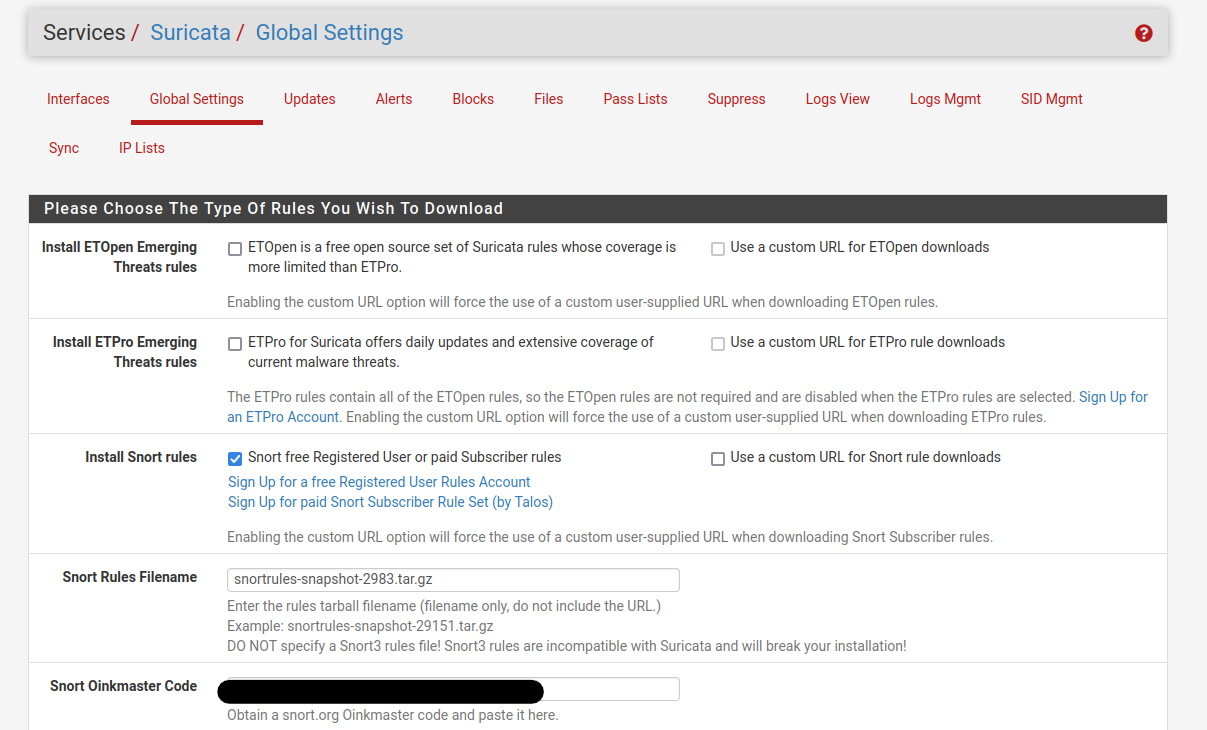 Services / Suricata / Global Settings
Interfaces Global Settings Updates Alerts Blocks Files Pass Lists Suppress Logs View Logs Mgmt SID Mgmt
Sync IP Lists
Please Choose The Type Of Rules You Wish To Download
Install ETOpen Emerging Threats rules
ETOpen is a free open source set of Suricata rules whose coverage is
more limited than ETPro.
Use a custom URL for ETOpen downloads
Enabling the custom URL option will force the use of a custom user-supplied URL when downloading ETOpen rules.
Install ETPro Emerging Threats rules
ETPro for Suricata offers daily updates and extensive coverage of
current malware threats.
Use a custom URL for ETPro rule downloads
The ETPro rules contain all of the ETOpen rules, so the ETOpen rules are not required and are disabled when the ETPro rules are selected. Sign Up for
an ETPro Account. Enabling the custom URL option will force the use of a custom user-supplied URL when downloading ETPro rules.
Install Snort rules
Snort free Registered User or paid Subscriber rules
Use a custom URL for Snort rule downloads
Sign Up for a free Registered User Rules Account
Sign Up for paid Snort Subscriber Rule Set (by Talos)
Enabling the custom URL option will force the use of a custom user-supplied URL when downloading Snort Subscriber rules.
Snort Rules Filename
snortrules-snapshot-2983.tar.gz
Enter the rules tarball filename (filename only, do not include the URL.)
Example: snortrules-snapshot-29151.tar.gz
DO NOT specify a Snort3 rules file! Snort3 rules are incompatible with Suricata and will break your installation!
Snort Oinkmaster Code
Obtain a snort.org Oinkmaster code and paste it here.